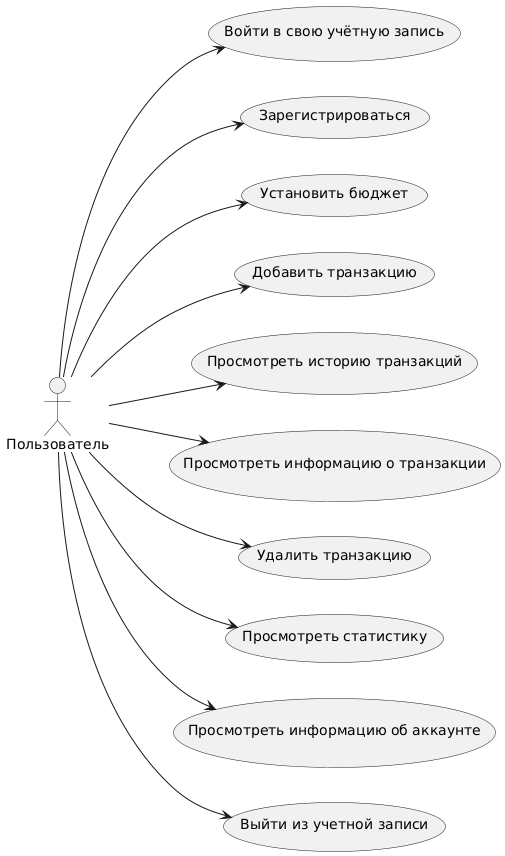 Войти в свою учётную запись
Зарегистрироваться
Установить бюджет
Добавить транзакцию
Просмотреть историю транзакций
Пользователь
Просмотреть информацию о транзакции
Удалить транзакцию
Просмотреть статистику
Просмотреть информацию об аккаунте
Выйти из учетной записи